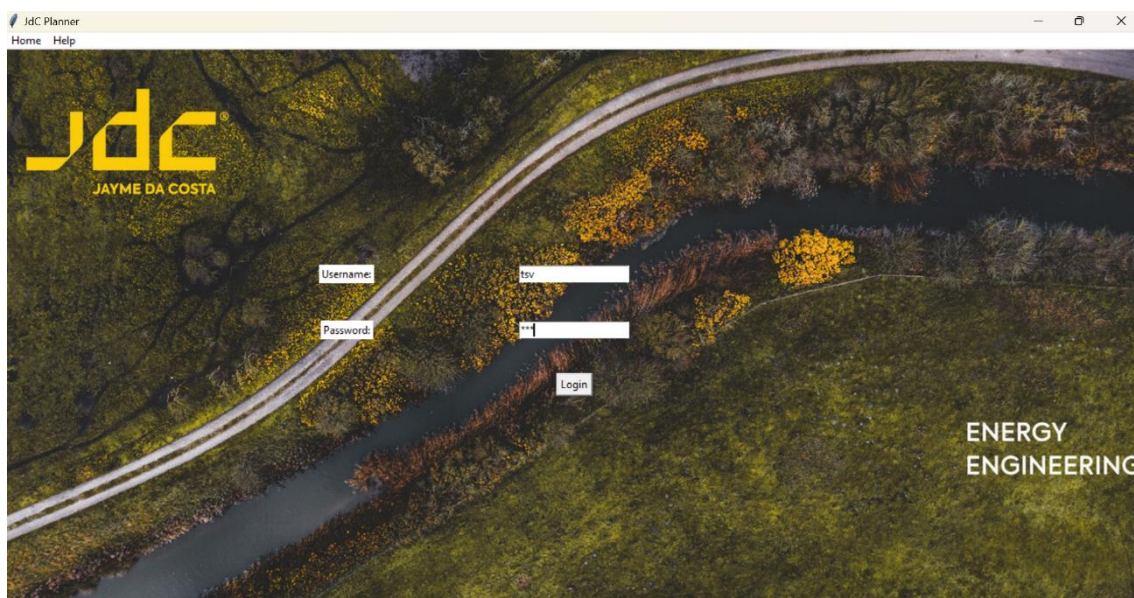 JdC Planner
Home Help
JdC®
JAYME DA COSTA
Username: tsv
Password: ***
Login
ENERGY
ENGINEERING